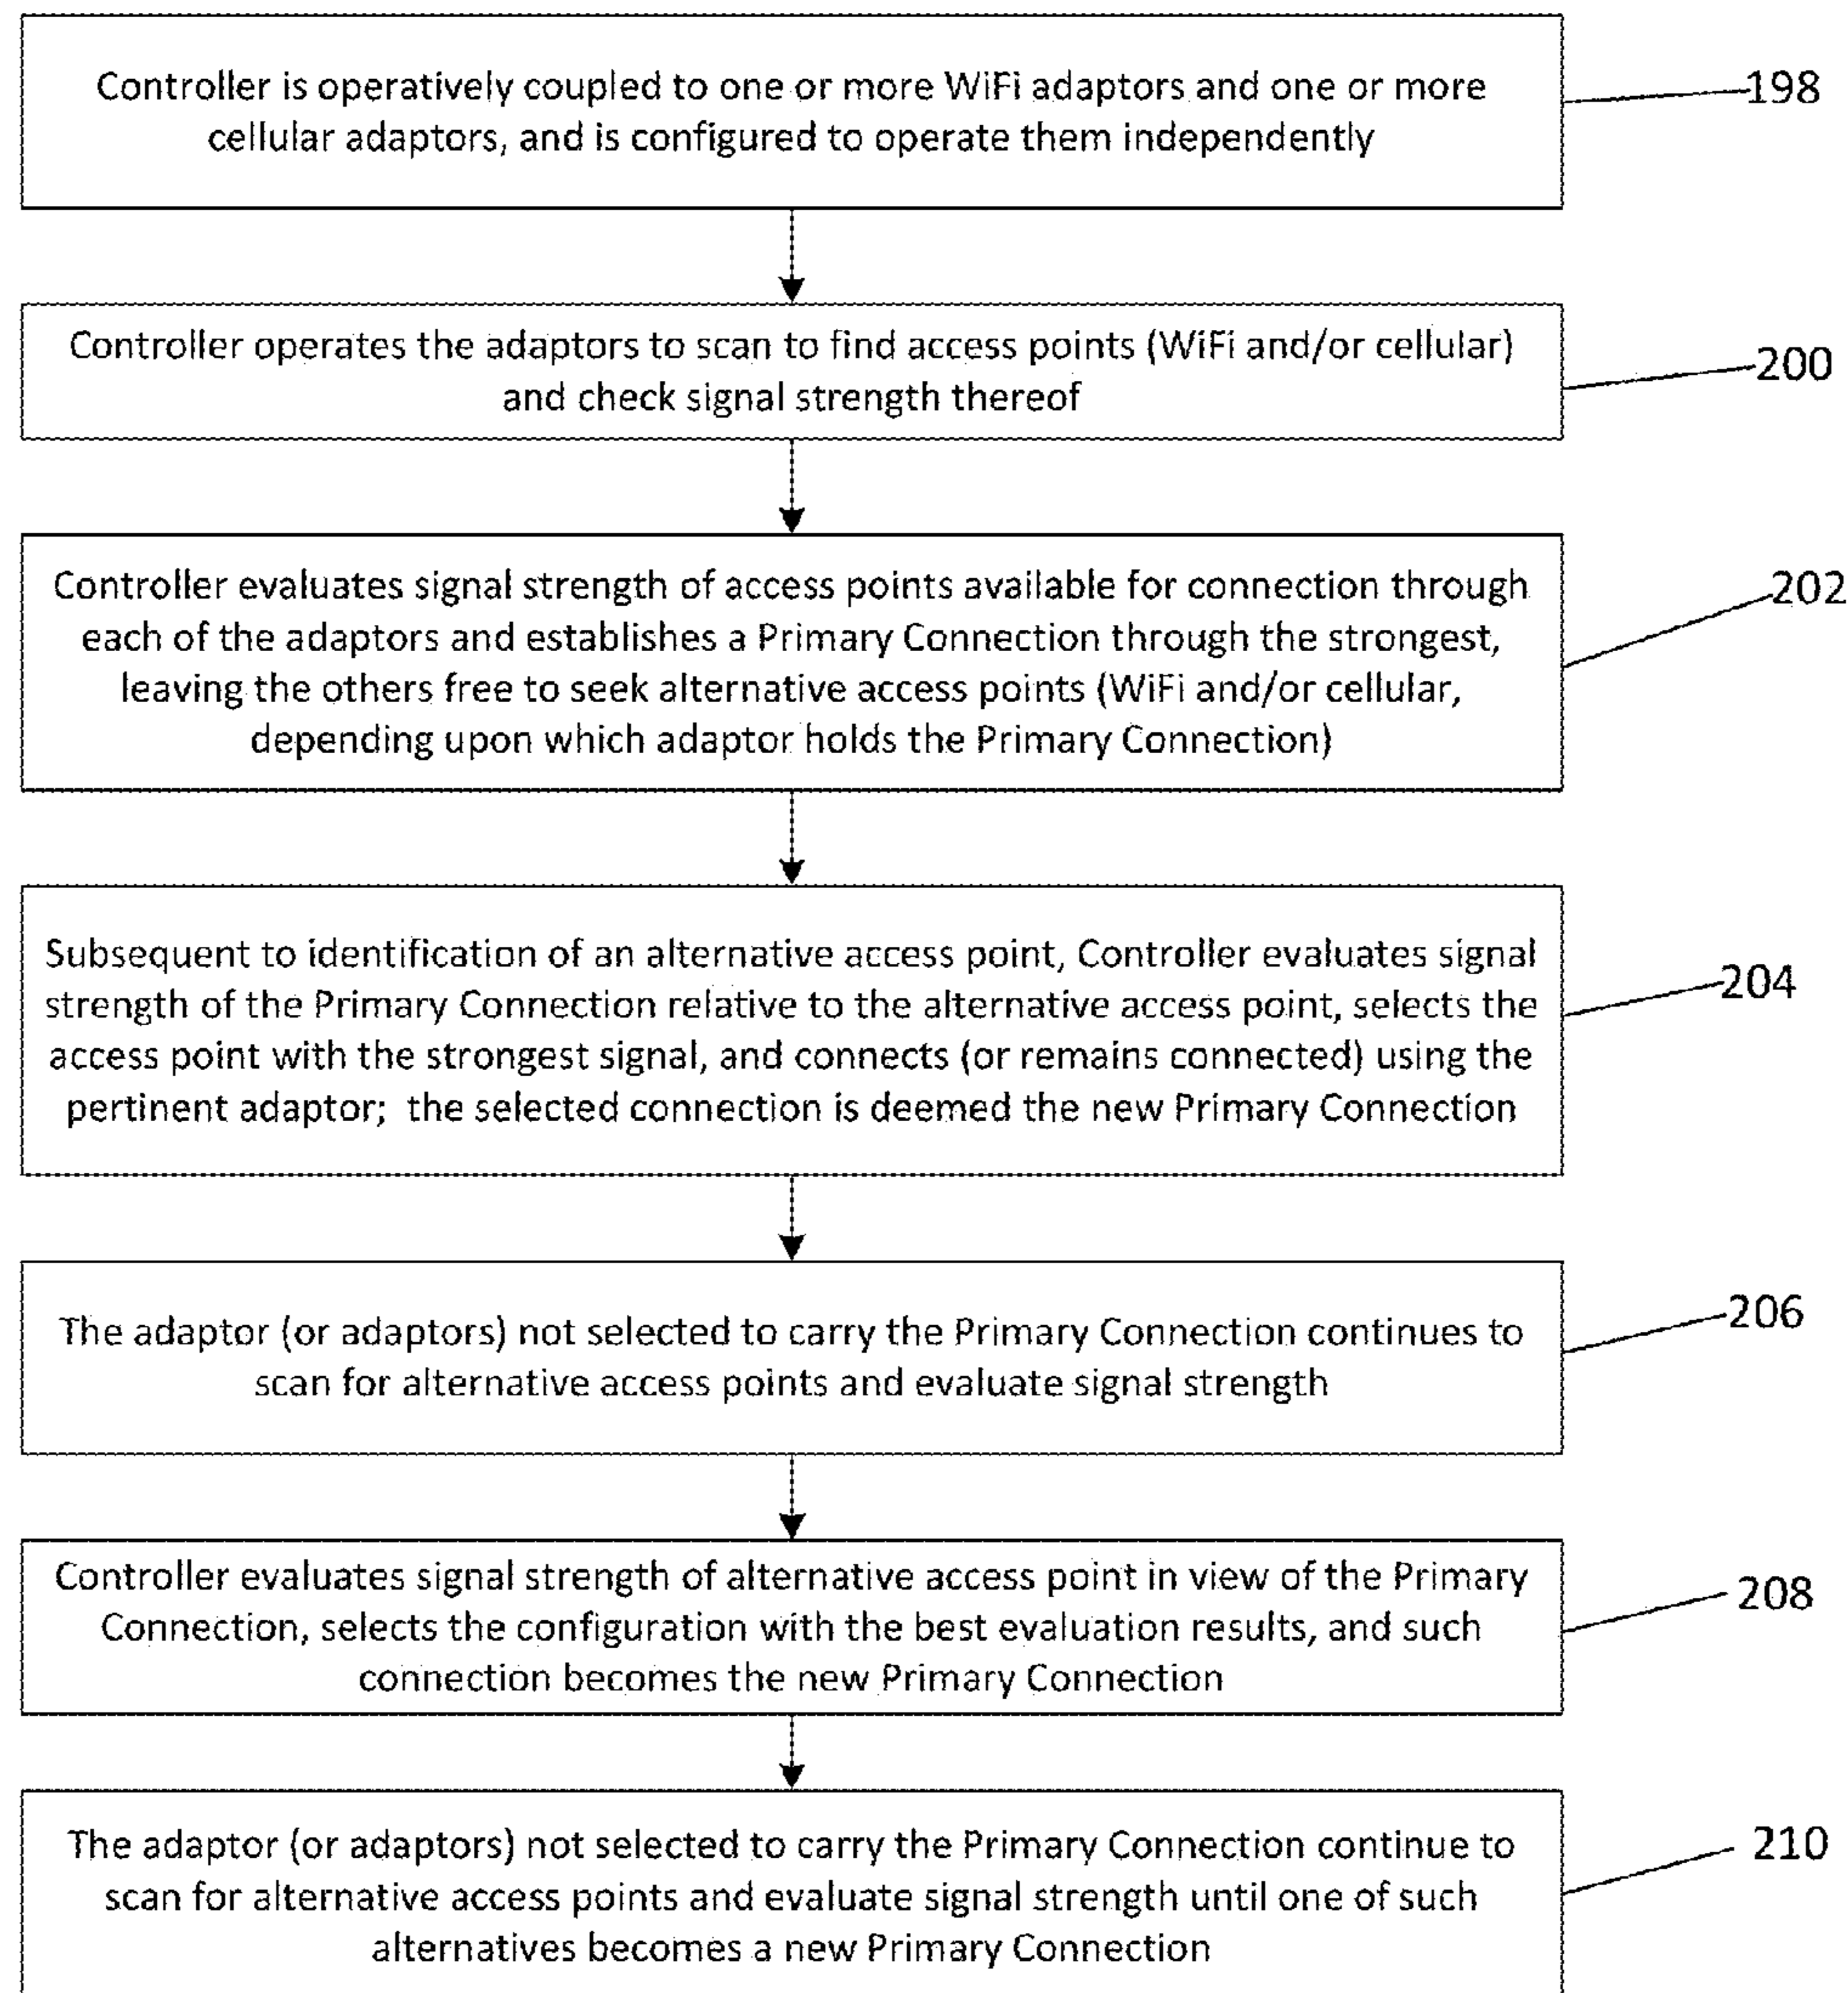 Controller is operatively coupled to one or more WiFi adaptors and one or more
cellular adaptors, and is configured to operate them independently
198
Controller operates the adaptors to scan to find access points (WiFi and/or cellular)
and check signal strength thereof
200
Controller evaluates signal strength of access points available for connection through
each of the adaptors and establishes a Primary Connection through the strongest,
leaving the others free to seek alternative access points (WiFi and/or cellular,
depending upon which adaptor holds the Primary Connection)
202
Subsequent to identification of an alternative access point, Controller evaluates signal
strength of the Primary Connection relative to the alternative access point, selects the
access point with the strongest signal, and connects (or remains connected) using the
pertinent adaptor; the selected connection is deemed the new Primary Connection
204
The adaptor (or adaptors) not selected to carry the Primary Connection continues to
scan for alternative access points and evaluate signal strength
206
Controller evaluates signal strength of alternative access point in view of the Primary
Connection, selects the configuration with the best evaluation results, and such
connection becomes the new Primary Connection
208
The adaptor (or adaptors) not selected to carry the Primary Connection continue to
scan for alternative access points and evaluate signal strength until one of such
alternatives becomes a new Primary Connection
210